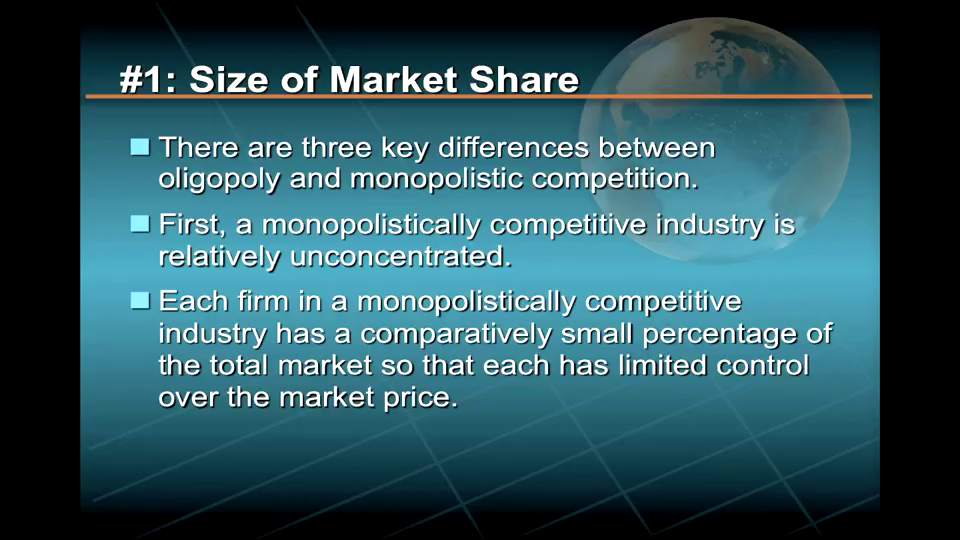 #1: Size of Market Share
There are three key differences between
oligopoly and monopolistic competition.
First, a monopolistically competitive industry is
relatively unconcentrated.
Each firm in a monopolistically competitive
industry has a comparatively small percentage of
the total market so that each has limited control
over the market price.